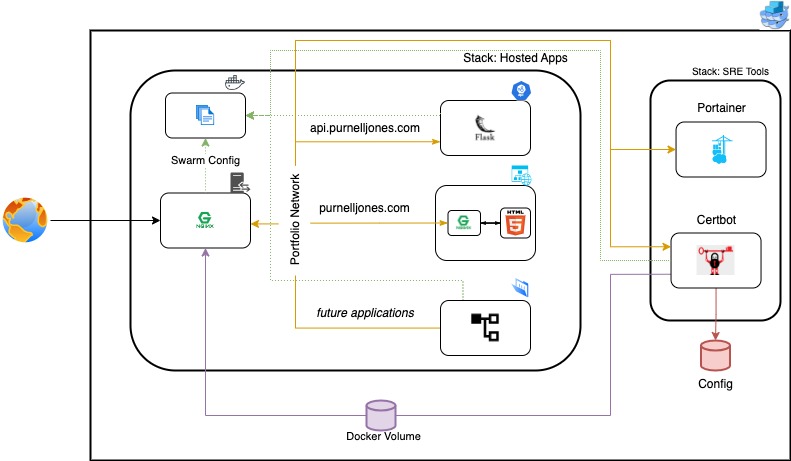 Stack: Hosted Apps
Stack: SRE Tools
Portainer
api.purnelljones.com
Flask
Swarm Config
Portfolio Network
purnelljones.com
NGINX
HTML
5
Certbot
future applications
Config
Docker Volume